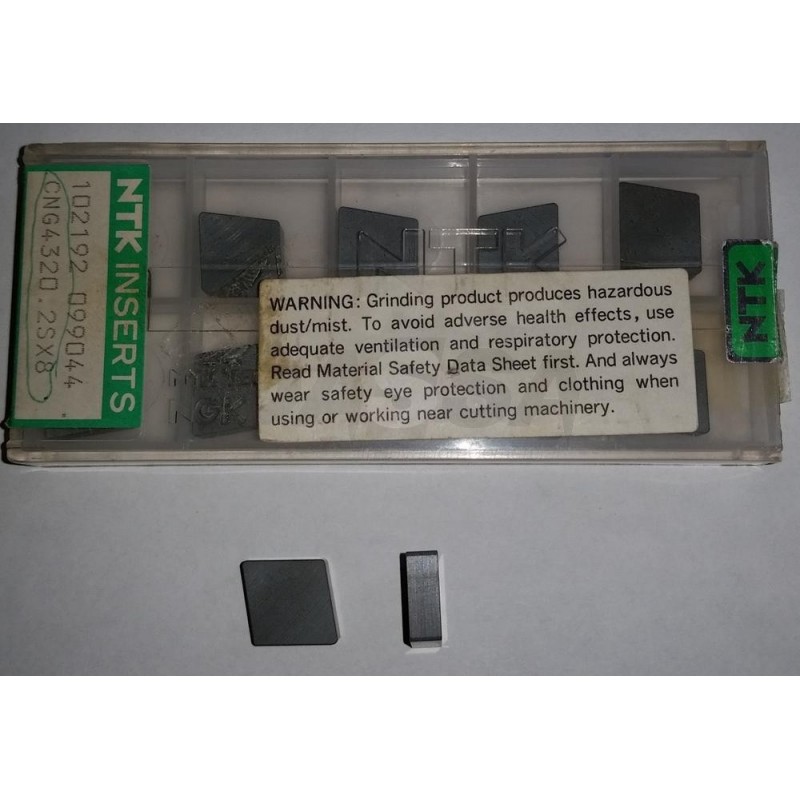 NTK INSERTS
102192 099044
CNG4320.2SX8
NTK
WARNING: Grinding product produces hazardous
dust/mist. To avoid adverse health effects, use
adequate ventilation and respiratory protection.
Read Material Safety Data Sheet first. And always
wear safety eye protection and clothing when
using or working near cutting machinery.
NGK
NTK